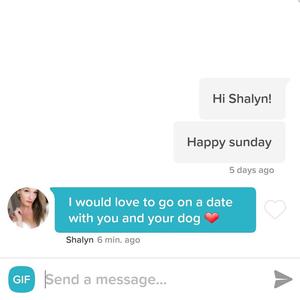 Hi Shalyn!
Happy sunday
5 days ago
I would love to go on a date
with you and your dog ❤️
Shalyn 6 min. ago
GIF
Send a message...